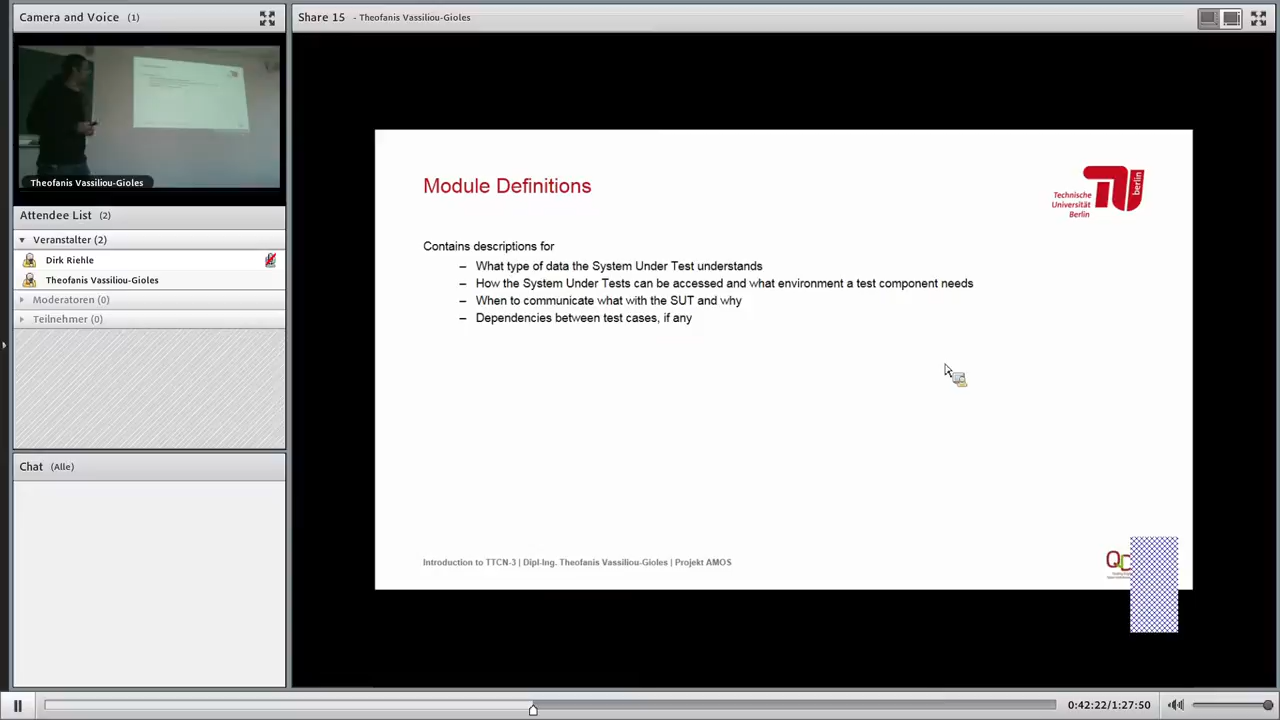 Camera and Voice (1)
Theofanis Vassiliou-Gioles
Attendee List (2)
Veranstalter (2)
Dirk Riehle
Theofanis Vassiliou-Gioles
Moderatoren (0)
Teilnehmer (0)
Chat (Alle)
Share 15 - Theofanis Vassiliou-Gioles
Module Definitions
Technische
Universität
Berlin
berlin
Contains descriptions for
– What type of data the System Under Test understands
– How the System Under Tests can be accessed and what environment a test component needs
– When to communicate what with the SUT and why
– Dependencies between test cases, if any
Introduction to TTCN-3 | Dipl-Ing. Theofanis Vassiliou-Gioles | Projekt AMOS
0:42:22/1:27:50